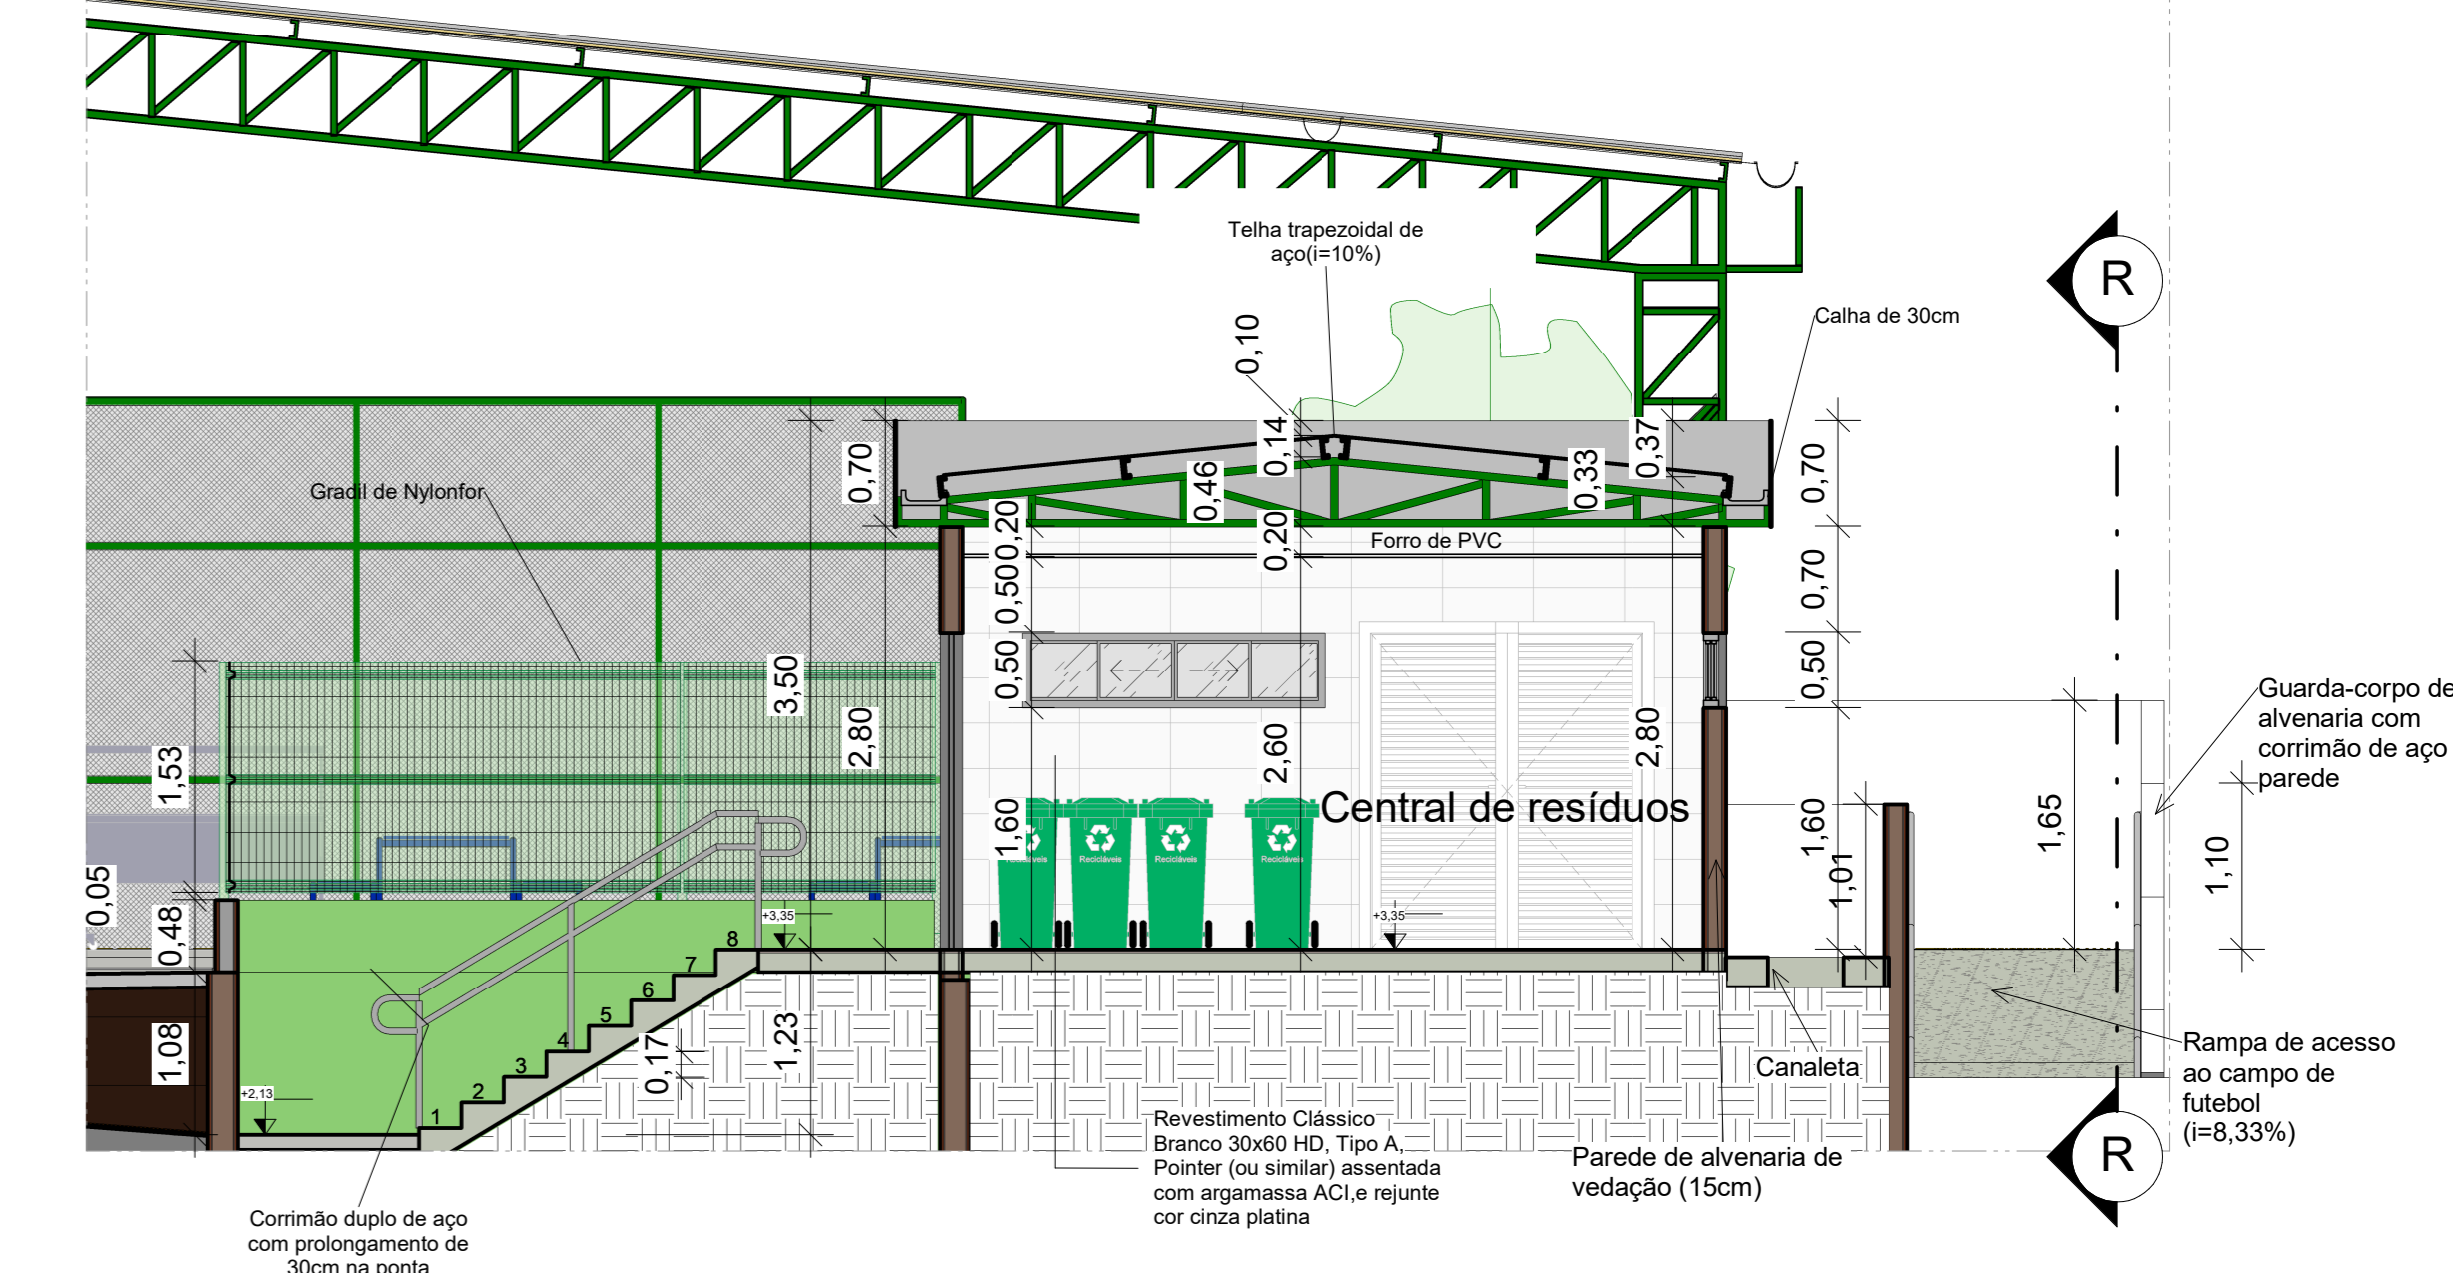 Telha trapezoidal de
aço(i=10%)
R
Calha de 30cm
0,10
0,14
0,37
0,70
0,46
0,33
0,70
Gradil de Nylonfor
0,20
0,20
Forro de PVC
0,50
0,70
3,50
0,50
0,50
2,80
2,60
2,80
1,53
Guarda-corpo de
alvenaria com
corrimão de aço
parede
Central de resíduos
1,60
1,60
1,65
1,01
1,10
Recicláveis
Recicláveis
Recicláveis
0,05
0,48
+3,35
+3,35
8
7
6
5
4
3
2
1
0,17
1,23
1,08
+2,13
Canaleta
Rampa de acesso
ao campo de
futebol
(i=8,33%)
R
Revestimento Clássico
Branco 30x60 HD, Tipo A,
Pointer (ou similar) assentada
com argamassa ACI,e rejunte
cor cinza platina
Parede de alvenaria de
vedação (15cm)
Corrimão duplo de aço
com prolongamento de
30cm na ponta